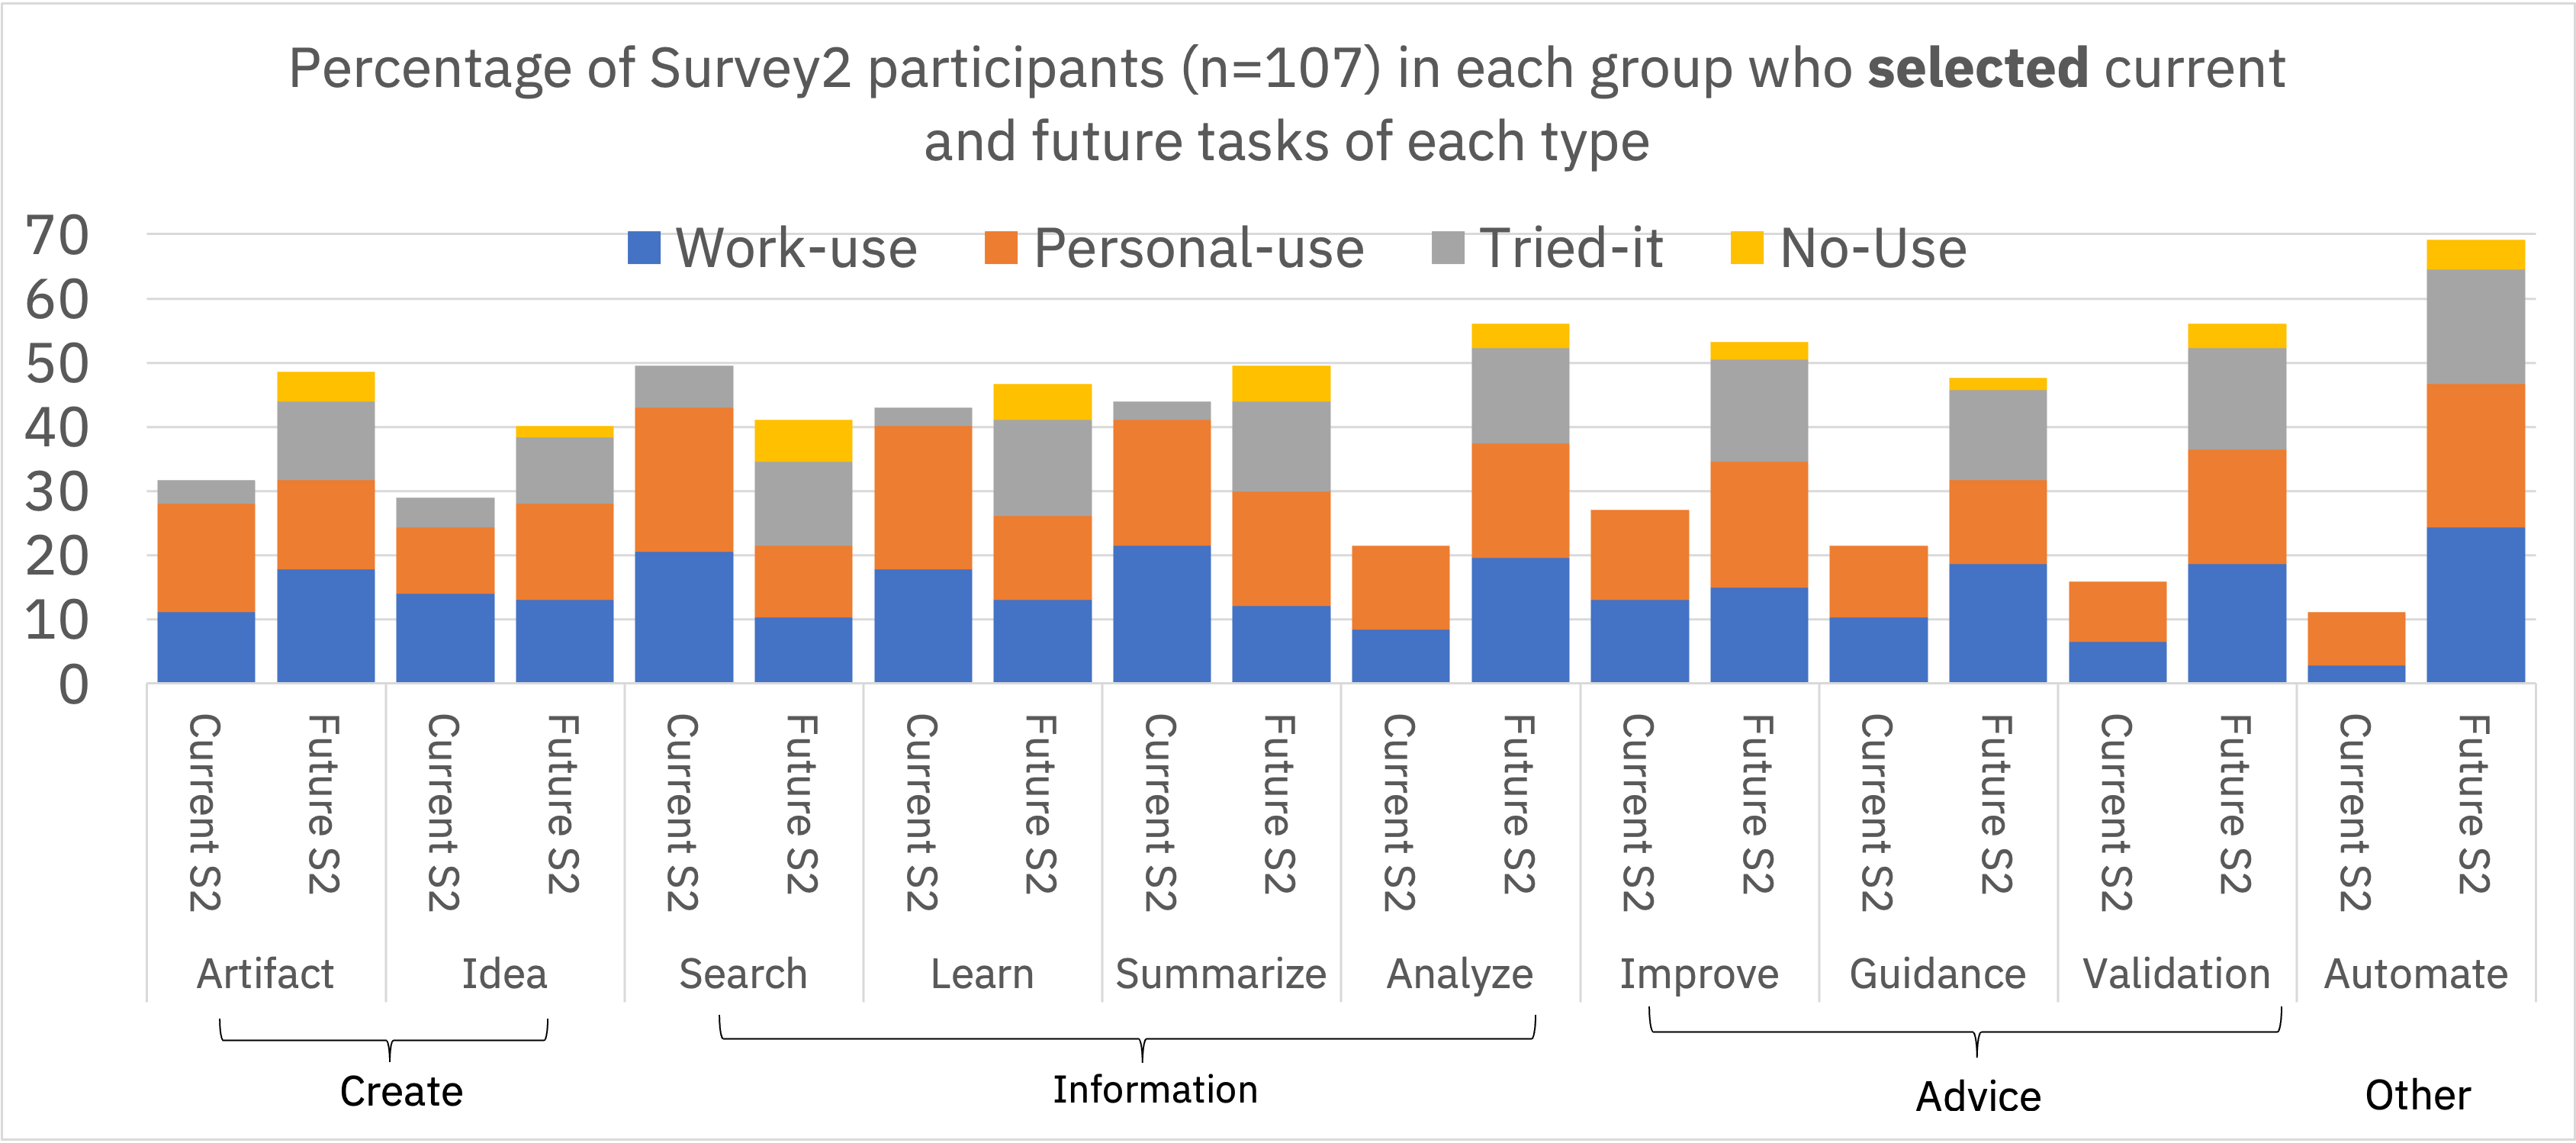 Percentage of Survey2 participants (n=107) in each group who selected current
and future tasks of each type
Work-use Personal-use Tried-it No-Use
70
60
50
40
30
20
10
0
Current S2 Future S2 Current S2 Future S2 Current S2 Future S2 Current S2 Future S2 Current S2 Future S2 Current S2 Future S2 Current S2 Future S2 Current S2 Future S2 Current S2 Future S2 Current S2 Future S2
Artifact Idea Search Learn Summarize Analyze Improve Guidance Validation Automate
Create Information Advice Other